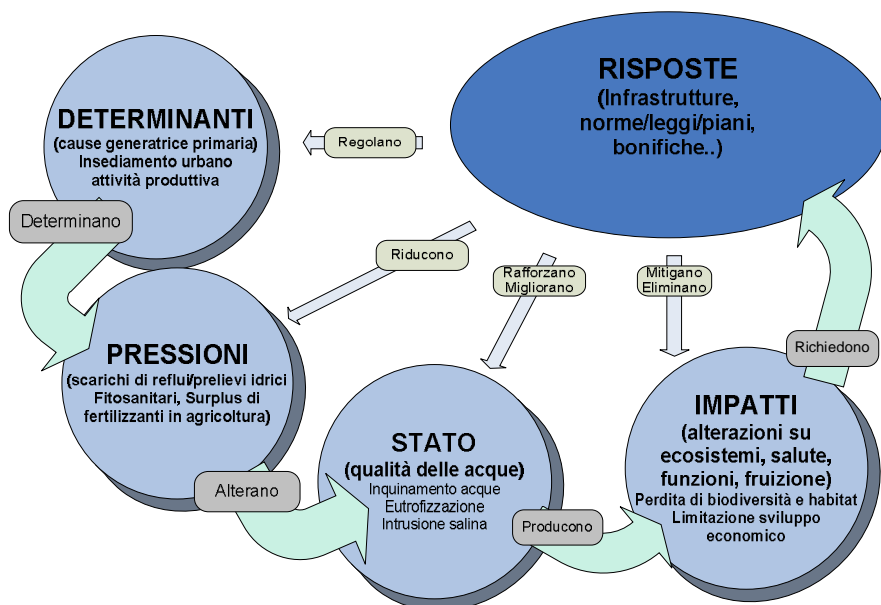 RISPOSTE
(Infrastrutture,
norme/leggi/piani,
bonifiche..)
DETERMINANTI
(cause generatrice primaria)
Insediamento urbano
attività produttiva
Regolano
Determino
Riducono
Rafforzano
Migliorano
Mitigano
Eliminano
PRESSIONI
(scarichi di reflui/prelievi idrici
Fitosanitari, Surplus di
fertilizzanti in agricoltura)
Richiedono
IMPATTI
(alterazioni su
ecosistemi, salute,
funzioni, fruizione)
Perdita di biodiversità e habitat
Limitazione sviluppo
economico
STATO
(qualità delle acque)
Inquinamento acque
Eutrofizzazione
Intrusione salina
Alterano
Producono